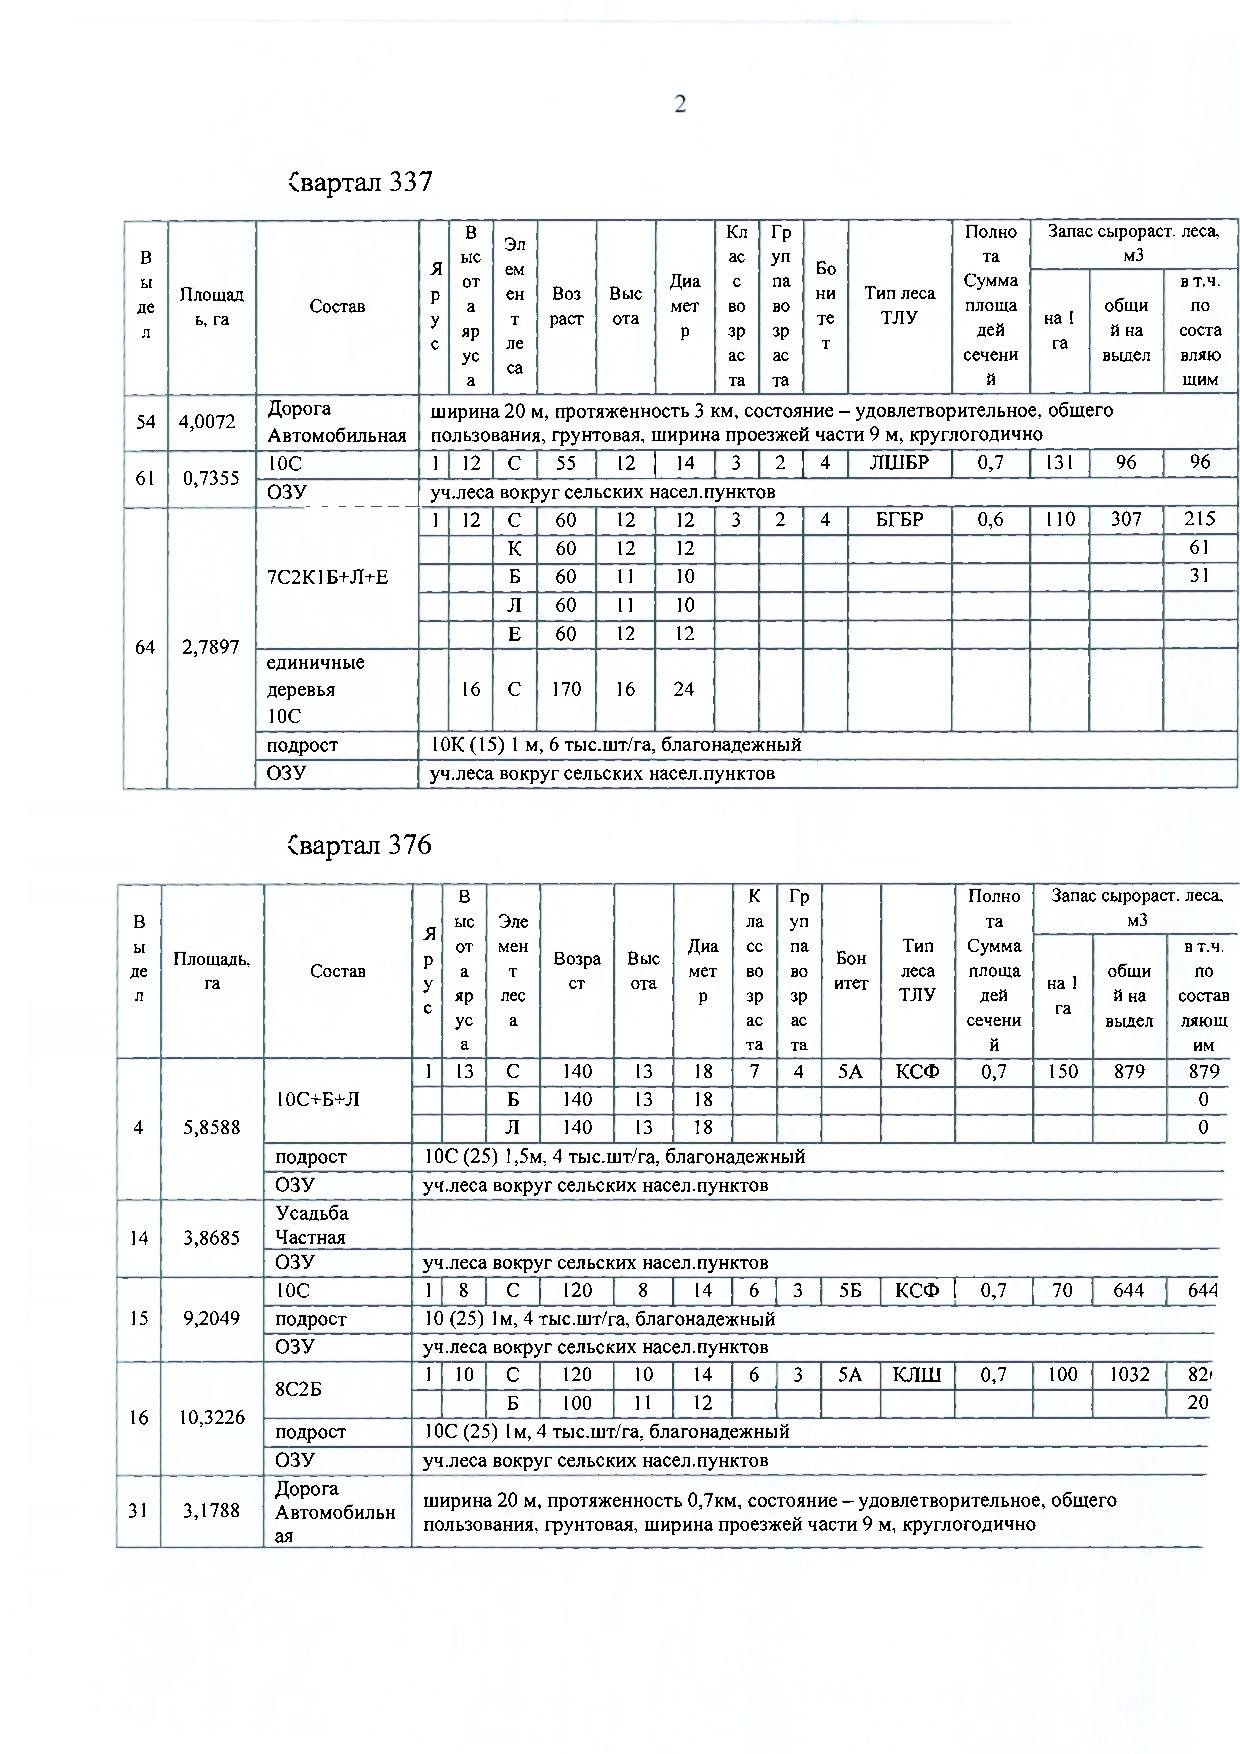 2
Квартал 337
Выдел | Площадь, га | Состав | Ярус | Высота яруса | Элемент леса | Возраст | Высота | Диаметр | Класс возраста | Группа возраста | Бонитет | Тип леса ТЛУ | Полнота Сумма площадей сечений | Запас сырораст. леса, м3
на 1 га | общий на выдел | в т.ч. по составляющим
54 | 4,0072 | Дорога Автомобильная | ширина 20 м, протяженность 3 км, состояние – удовлетворительное, общего
пользования, грунтовая, ширина проезжей части 9 м, круглогодично
61 | 0,7355 | 10С | 1 | 12 | С | 55 | 12 | 14 | 3 | 2 | 4 | ЛШБР | 0,7 | 131 | 96 | 96
ОЗУ | уч.леса вокруг сельских насел.пунктов
64 | 2,7897 | 7С2К1Б+Л+Е | 1 | 12 | С | 60 | 12 | 12 | 3 | 2 | 4 | БГБР | 0,6 | 110 | 307 | 215
К | 60 | 12 | 12 | 61
Б | 60 | 11 | 10 | 31
Л | 60 | 11 | 10
Е | 60 | 12 | 12
единичные деревья 10С | 16 | С | 170 | 16 | 24
подрост | 10К (15) 1 м, 6 тыс.шт/га, благонадежный
ОЗУ | уч.леса вокруг сельских насел.пунктов
Квартал 376
Выдел | Площадь, га | Состав | Ярус | Высота яруса | Элемент леса | Возраст | Высота | Диаметр | Класс возраста | Группа возраста | Бонитет | Тип леса ТЛУ | Полнота Сумма площадей сечений | Запас сырораст. леса, м3
на 1 га | общий на выдел | в т.ч. по составляющим
4 | 5,8588 | 10С+Б+Л | 1 | 13 | С | 140 | 13 | 18 | 7 | 4 | 5А | КСФ | 0,7 | 150 | 879 | 879
Б | 140 | 13 | 18 | 0
Л | 140 | 13 | 18 | 0
подрост | 10С (25) 1,5м, 4 тыс.шт/га, благонадежный
ОЗУ | уч.леса вокруг сельских насел.пунктов
14 | 3,8685 | Усадьба Частная
ОЗУ | уч.леса вокруг сельских насел.пунктов
15 | 9,2049 | 10С | 1 | 8 | С | 120 | 8 | 14 | 6 | 3 | 5Б | КСФ | 0,7 | 70 | 644 | 644
подрост | 10 (25) 1м, 4 тыс.шт/га, благонадежный
ОЗУ | уч.леса вокруг сельских насел.пунктов
16 | 10,3226 | 8С2Б | 1 | 10 | С | 120 | 10 | 14 | 6 | 3 | 5А | КЛШ | 0,7 | 100 | 1032
Б | 100 | 11 | 12
подрост | 10С (25) 1м, 4 тыс.шт/га, благонадежный
ОЗУ | уч.леса вокруг сельских насел.пунктов
31 | 3,1788 | Дорога Автомобильная | ширина 20 м, протяженность 0,7км, состояние – удовлетворительное, общего
пользования, грунтовая, ширина проезжей части 9 м, круглогодично